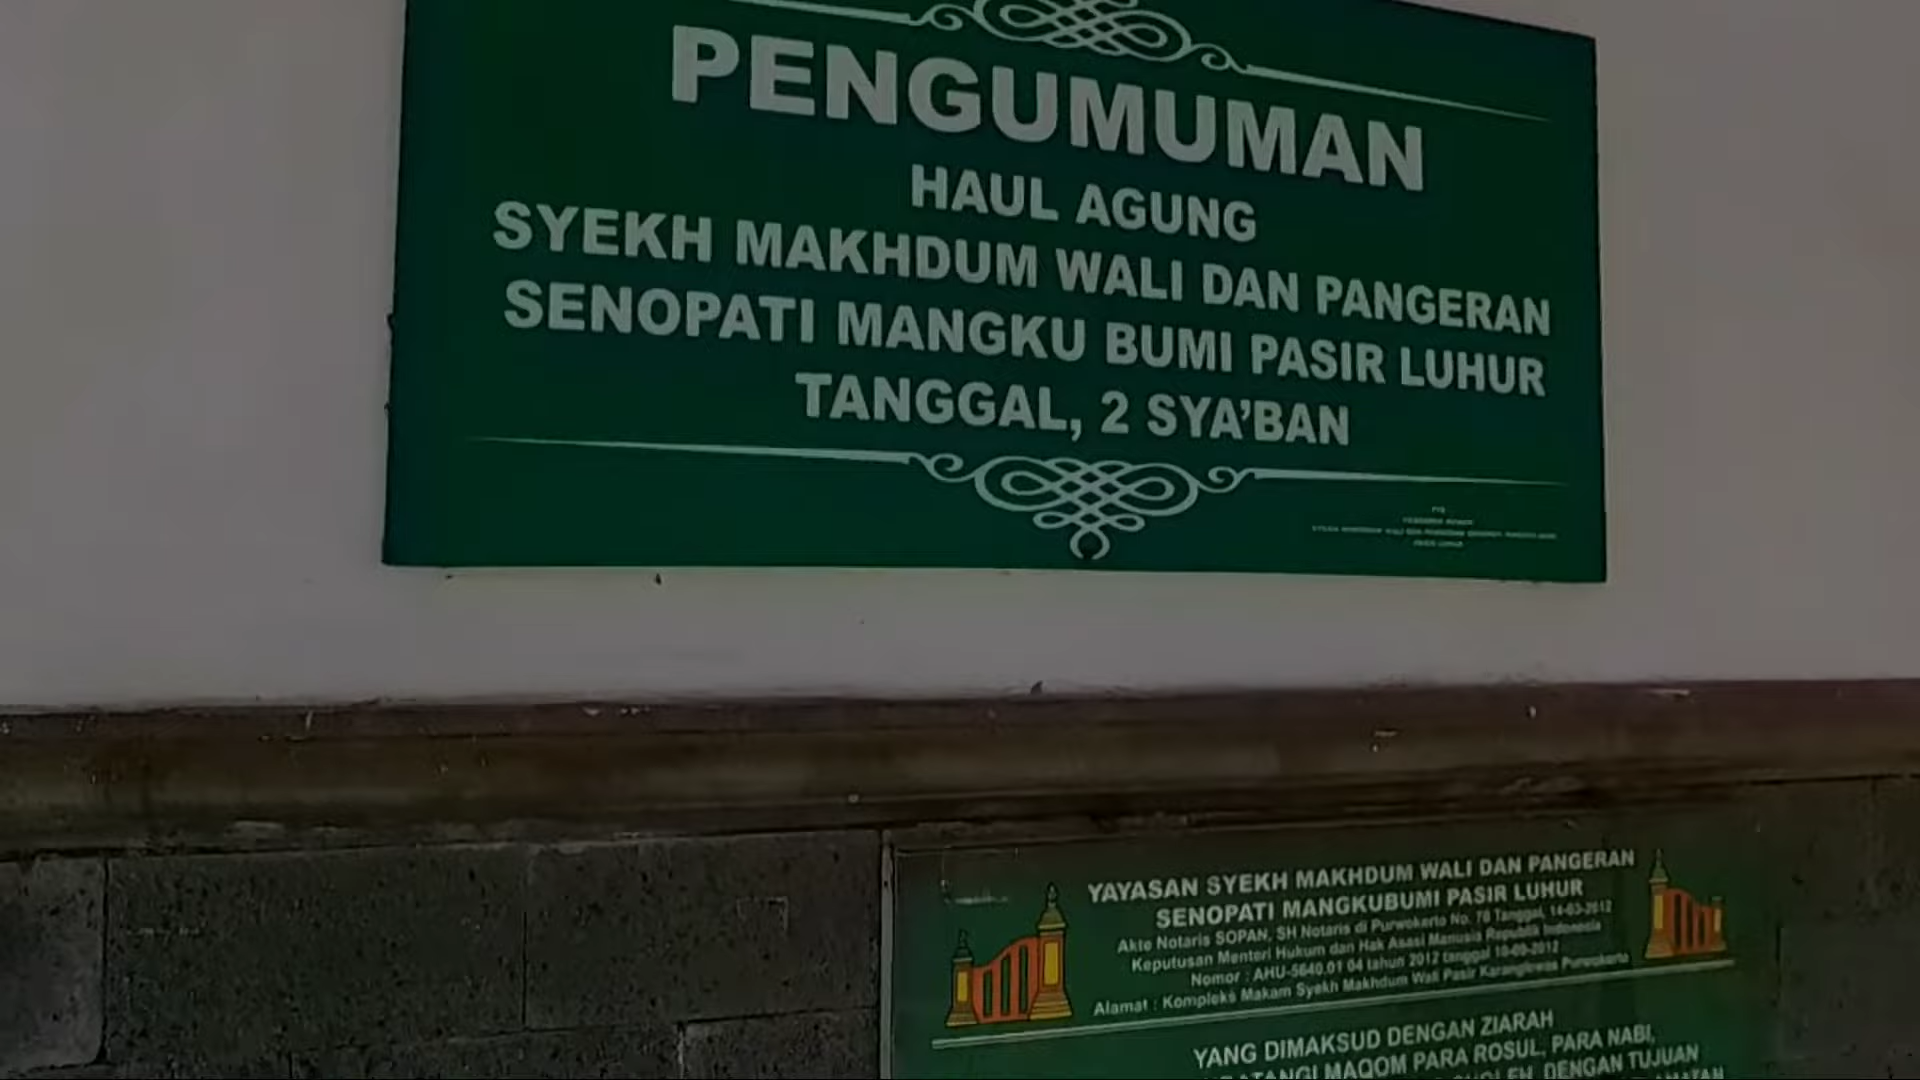 PENGUMUMAN
HAUL AGUNG
SYEKH MAKHDUM WALI DAN PANGERAN
SENOPATI MANGKU BUMI PASIR LUHUR
TANGGAL, 2 SYA'BAN
YAYASAN SYEKH MAKHDUM WALI DAN PANGERAN
SENOPATI MANGKUBUMI PASIR LUHUR
Akte Notaris SOPAN, SH Notaris di Purwokerto No. 78 Tanggal, 14-03-2012
Keputusan Menteri Hukum dan Hak Asasi Manusia Republik Indonesia
Nomor : AHU-5640.01 04 tahun 2012 tanggal 10-09-2012
Alamat : Kompleks Makam Syekh Makhdum Wali Pasir Karanglewas Purwokerto
YANG DIMAKSUD DENGAN ZIARAH
MAQOM PARA ROSUL, PARA NABI,
DENGAN TUJUAN